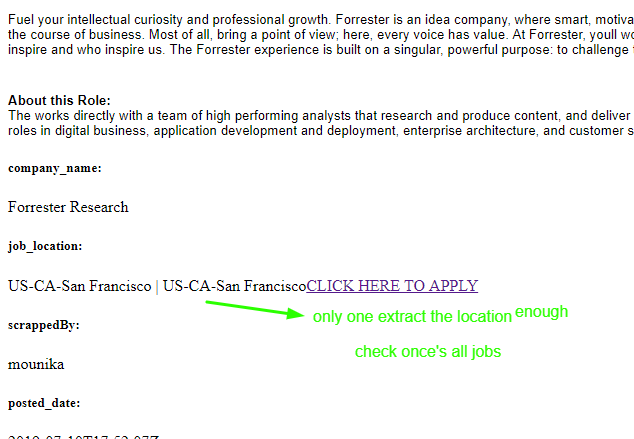 Fuel your intellectual curiosity and professional growth. Forrester is an idea company, where smart, motiva
the course of business. Most of all, bring a point of view; here, every voice has value. At Forrester, youll wo
inspire and who inspire us. The Forrester experience is built on a singular, powerful purpose: to challenge
About this Role:
The works directly with a team of high performing analysts that research and produce content, and deliver
roles in digital business, application development and deployment, enterprise architecture, and customer s
company_name:
Forrester Research
job_location:
US-CA-San Francisco | US-CA-San FranciscoCLICK HERE TO APPLY
only one extract the location enough
scrappedBy:
check once's all jobs
mounika
posted_date: